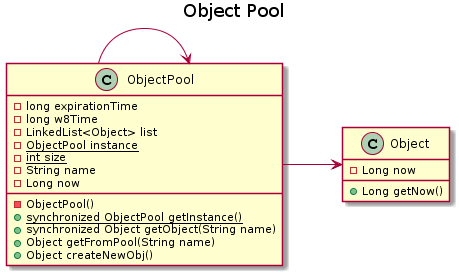 Object Pool
C ObjectPool
long expirationTime
long w8Time
LinkedList<Object> list
ObjectPool instance
int size
String name
Long now
ObjectPool()
synchronized ObjectPool getInstance()
synchronized Object getObject(String name)
Object getFromPool(String name)
Object createNewObj()
C Object
Long now
Long getNow()